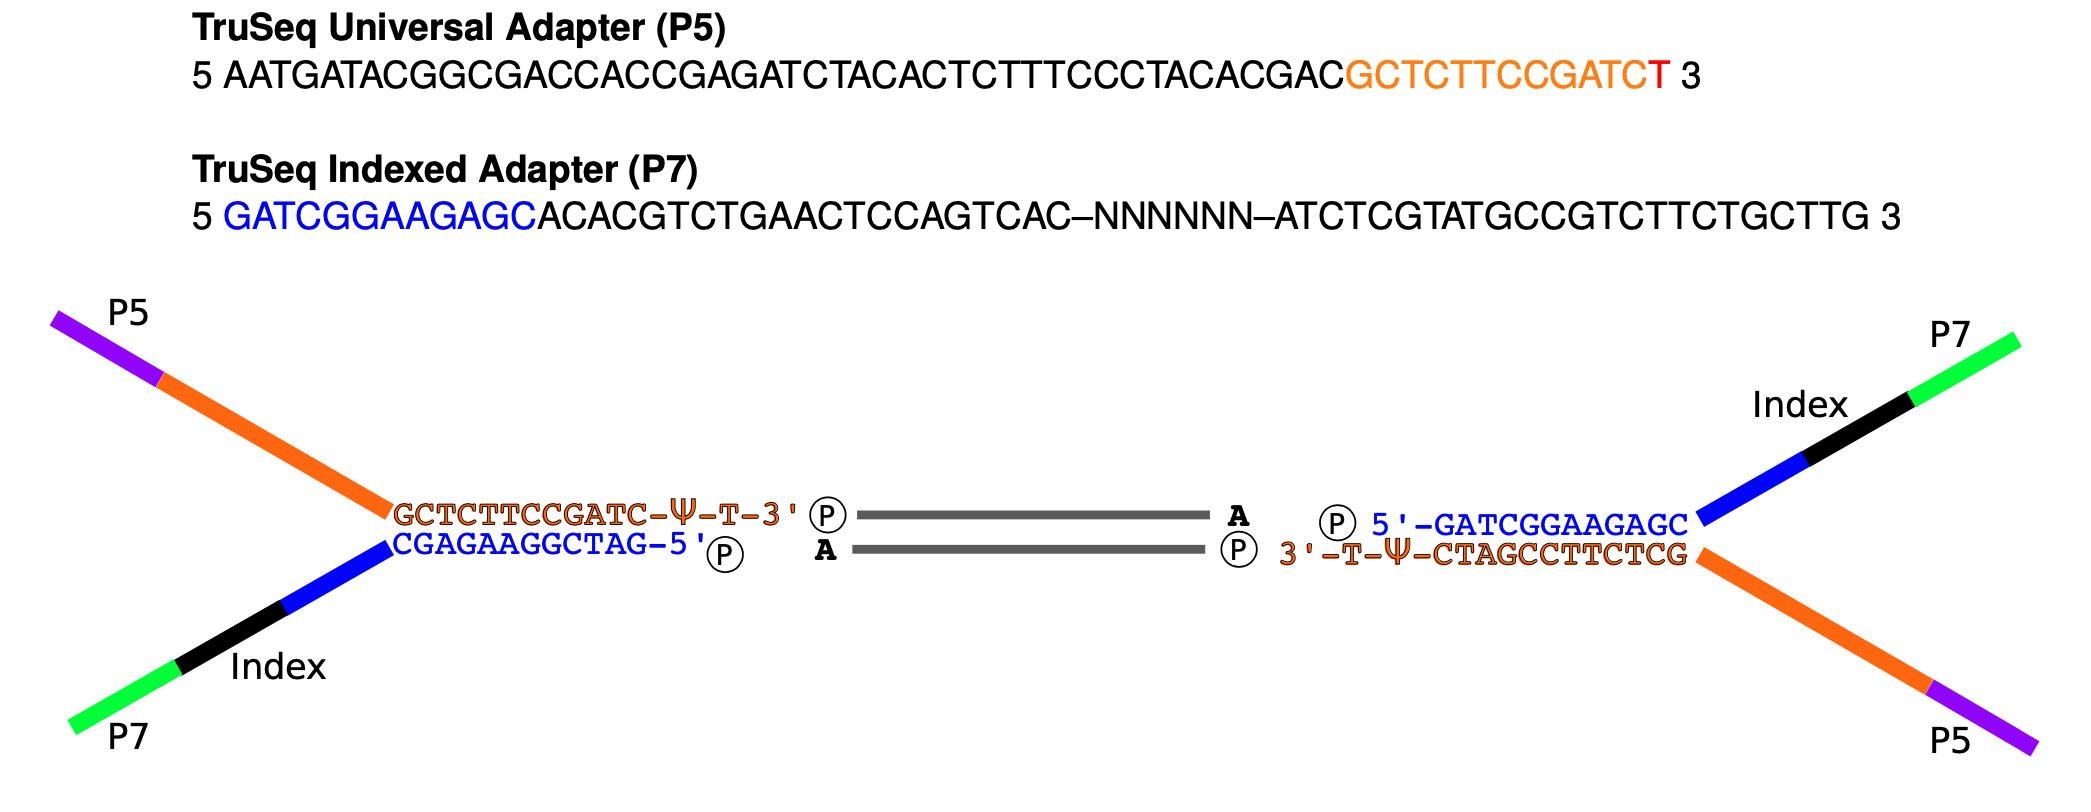 TruSeq Universal Adapter (P5)
5 AATGATACGGCGACCACCGAGATCTACACTCTTTCCCTACACGACGCTCTTCCGATCT 3
TruSeq Indexed Adapter (P7)
5 GATCGGAAGAGCACACGTCTGAACTCCAGTCAC–NNNNNN–ATCTCGTATGCCGTCTTCTGCTTG 3
P5
P7
Index
GCTCTTCCGATC-Ψ-T-3' P A P 5'-GATCGGAAGAGC
CGAGAAGGCTAG-5' P A P 3'-T-Ψ-CTAGCCTTCTCG
Index
P7
P5